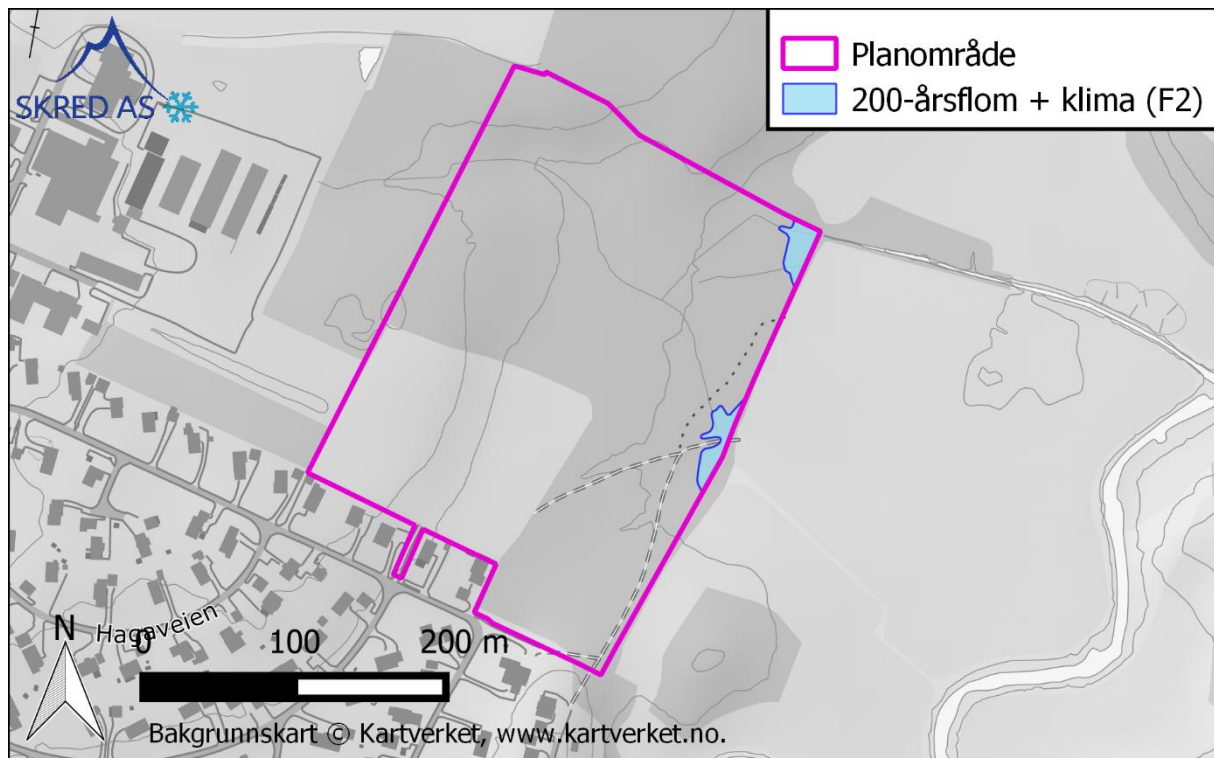 SKRED AS
Planområde
200-årsflom + klima (F2)
Hagaveien
N
0 100 200 m
Bakgrunnskart © Kartverket, www.kartverket.no.